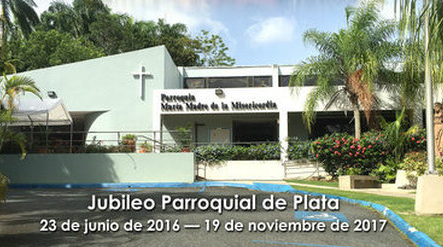 Parroquia
María Madre de la Misericordia
Jubileo Parroquial de Plata
23 de junio de 2016 — 19 de noviembre de 2017